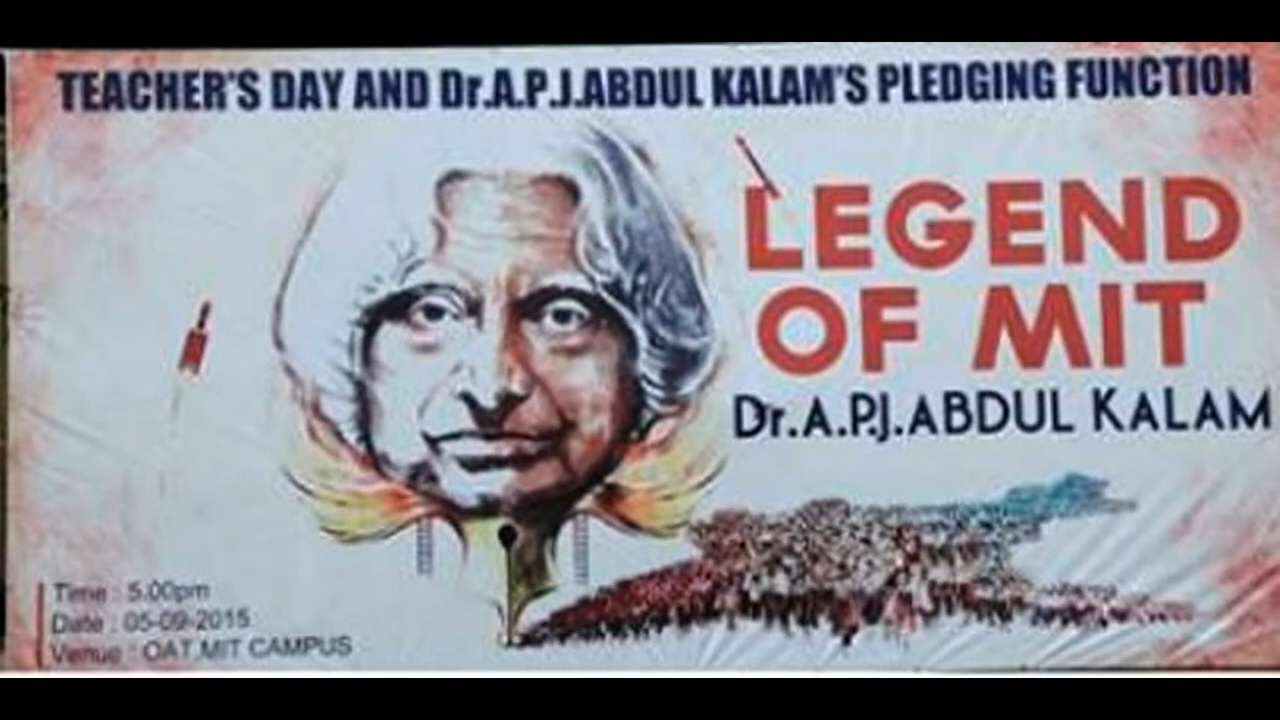 TEACHER'S DAY AND Dr.A.P.J.ABDUL KALAM'S PLEDGING FUNCTION
LEGEND
OF MIT
Dr.A.P.J.ABDUL KALAM
Time : 5.00pm
Date : 05-09-2015
Venue : OAT,MIT CAMPUS